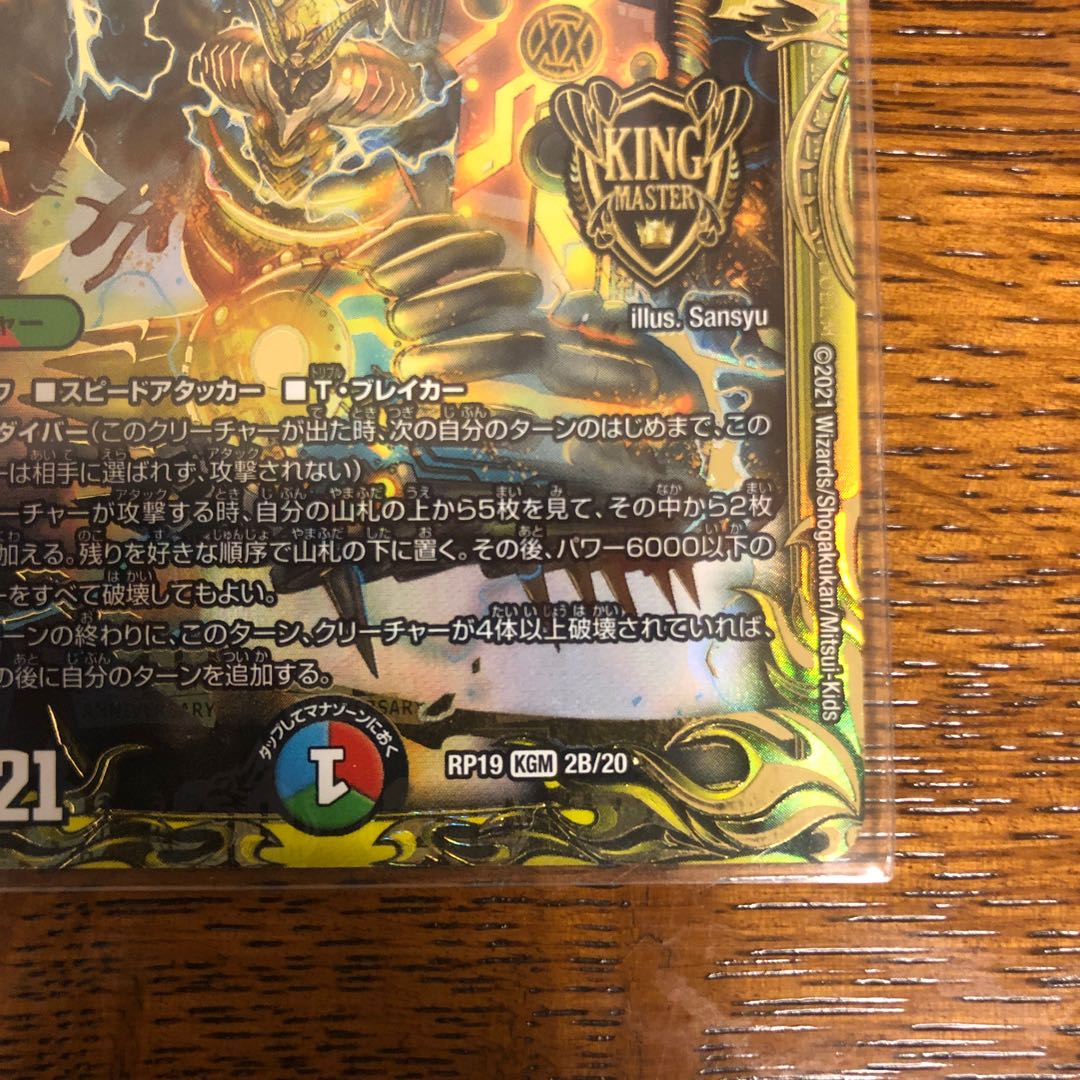 KING
MASTER
illus. Sansyu
ャー
フ ■スピードアタッカー ■T・ブレイカー
ダイバー(このクリーチャーが出た時、次の自分のターンのはじめまで、この
ーは相手に選ばれず、攻撃されない)
ーチャーが攻撃する時、自分の山札の上から5枚を見て、その中から2枚
加える。残りを好きな順序で山札の下に置く。その後、パワー6000以下の
ーをすべて破壊してもよい。
ーンの終わりに、このターン、クリーチャーが4体以上破壊されていれば、
の後に自分のターンを追加する。
21
タップしてマナゾーンにおく
1
RP19 KGM 2B/20
©2021 Wizards/Shogakukan/Mitsui-Kids